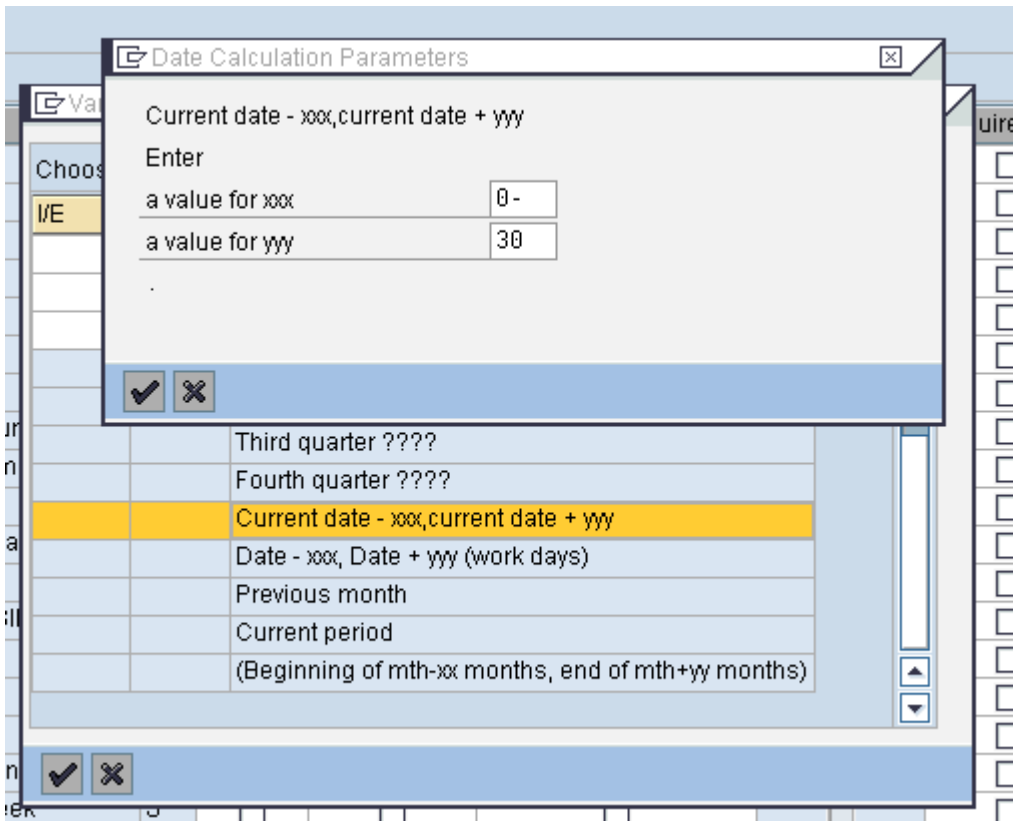 Date Calculation Parameters
Var
Current date - xxx,current date + yyy
uire
Enter
Choos
a value for xxx 0-
I/E
a value for yyy 30
.
Third quarter ????
Fourth quarter ????
Current date - xxx,current date + yyy
Date - xxx, Date + yyy (work days)
Previous month
Current period
(Beginning of mth-xx months, end of mth+yy months)